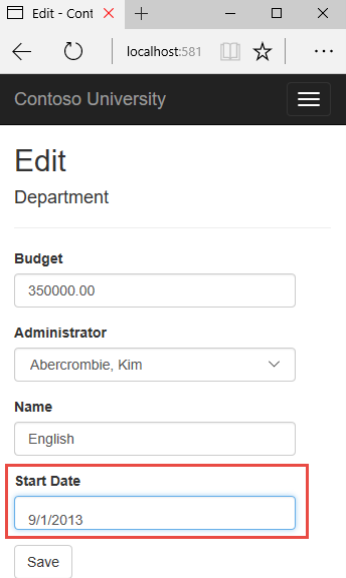 Edit - Cont
localhost:581
Contoso University
Edit
Department
Budget
350000.00
Administrator
Abercrombie, Kim
Name
English
Start Date
9/1/2013
Save